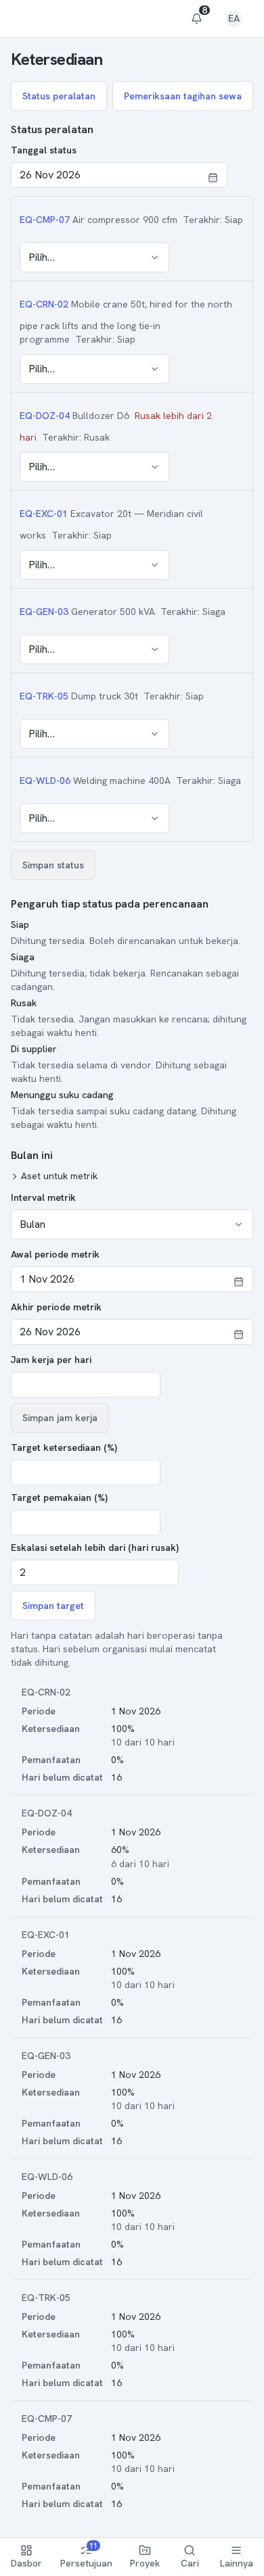 8
EA
Ketersediaan
Status peralatan
Pemeriksaan tagihan sewa
Status peralatan
Tanggal status
26 Nov 2026
EQ-CMP-07 Air compressor 900 cfm Terakhir: Siap
Pilih...
EQ-CRN-02 Mobile crane 50t, hired for the north
pipe rack lifts and the long tie-in
programme Terakhir: Siap
Pilih...
EQ-DOZ-04 Bulldozer D6 Rusak lebih dari 2
hari Terakhir: Rusak
Pilih...
EQ-EXC-01 Excavator 20t — Meridian civil
works Terakhir: Siap
Pilih...
EQ-GEN-03 Generator 500 kVA Terakhir: Siaga
Pilih...
EQ-TRK-05 Dump truck 30t Terakhir: Siap
Pilih...
EQ-WLD-06 Welding machine 400A Terakhir: Siaga
Pilih...
Simpan status
Pengaruh tiap status pada perencanaan
Siap
Dihitung tersedia. Boleh direncanakan untuk bekerja.
Siaga
Dihitung tersedia, tidak bekerja. Rencanakan sebagai
cadangan.
Rusak
Tidak tersedia. Jangan masukkan ke rencana; dihitung
sebagai waktu henti.
Di supplier
Tidak tersedia selama di vendor. Dihitung sebagai
waktu henti.
Menunggu suku cadang
Tidak tersedia sampai suku cadang datang. Dihitung
sebagai waktu henti.
Bulan ini
Aset untuk metrik
Interval metrik
Bulan
Awal periode metrik
1 Nov 2026
Akhir periode metrik
26 Nov 2026
Jam kerja per hari
Simpan jam kerja
Target ketersediaan (%)
Target pemakaian (%)
Eskalasi setelah lebih dari (hari rusak)
2
Simpan target
Hari tanpa catatan adalah hari beroperasi tanpa
status. Hari sebelum organisasi mulai mencatat
tidak dihitung.
EQ-CRN-02
Periode 1 Nov 2026
Ketersediaan 100%
10 dari 10 hari
Pemanfaatan 0%
Hari belum dicatat 16
EQ-DOZ-04
Periode 1 Nov 2026
Ketersediaan 60%
6 dari 10 hari
Pemanfaatan 0%
Hari belum dicatat 16
EQ-EXC-01
Periode 1 Nov 2026
Ketersediaan 100%
10 dari 10 hari
Pemanfaatan 0%
Hari belum dicatat 16
EQ-GEN-03
Periode 1 Nov 2026
Ketersediaan 100%
10 dari 10 hari
Pemanfaatan 0%
Hari belum dicatat 16
EQ-WLD-06
Periode 1 Nov 2026
Ketersediaan 100%
10 dari 10 hari
Pemanfaatan 0%
Hari belum dicatat 16
EQ-TRK-05
Periode 1 Nov 2026
Ketersediaan 100%
10 dari 10 hari
Pemanfaatan 0%
Hari belum dicatat 16
EQ-CMP-07
Periode 1 Nov 2026
Ketersediaan 100%
10 dari 10 hari
Pemanfaatan 0%
Hari belum dicatat 16
11
Dasbor Persetujuan Proyek Cari Lainnya